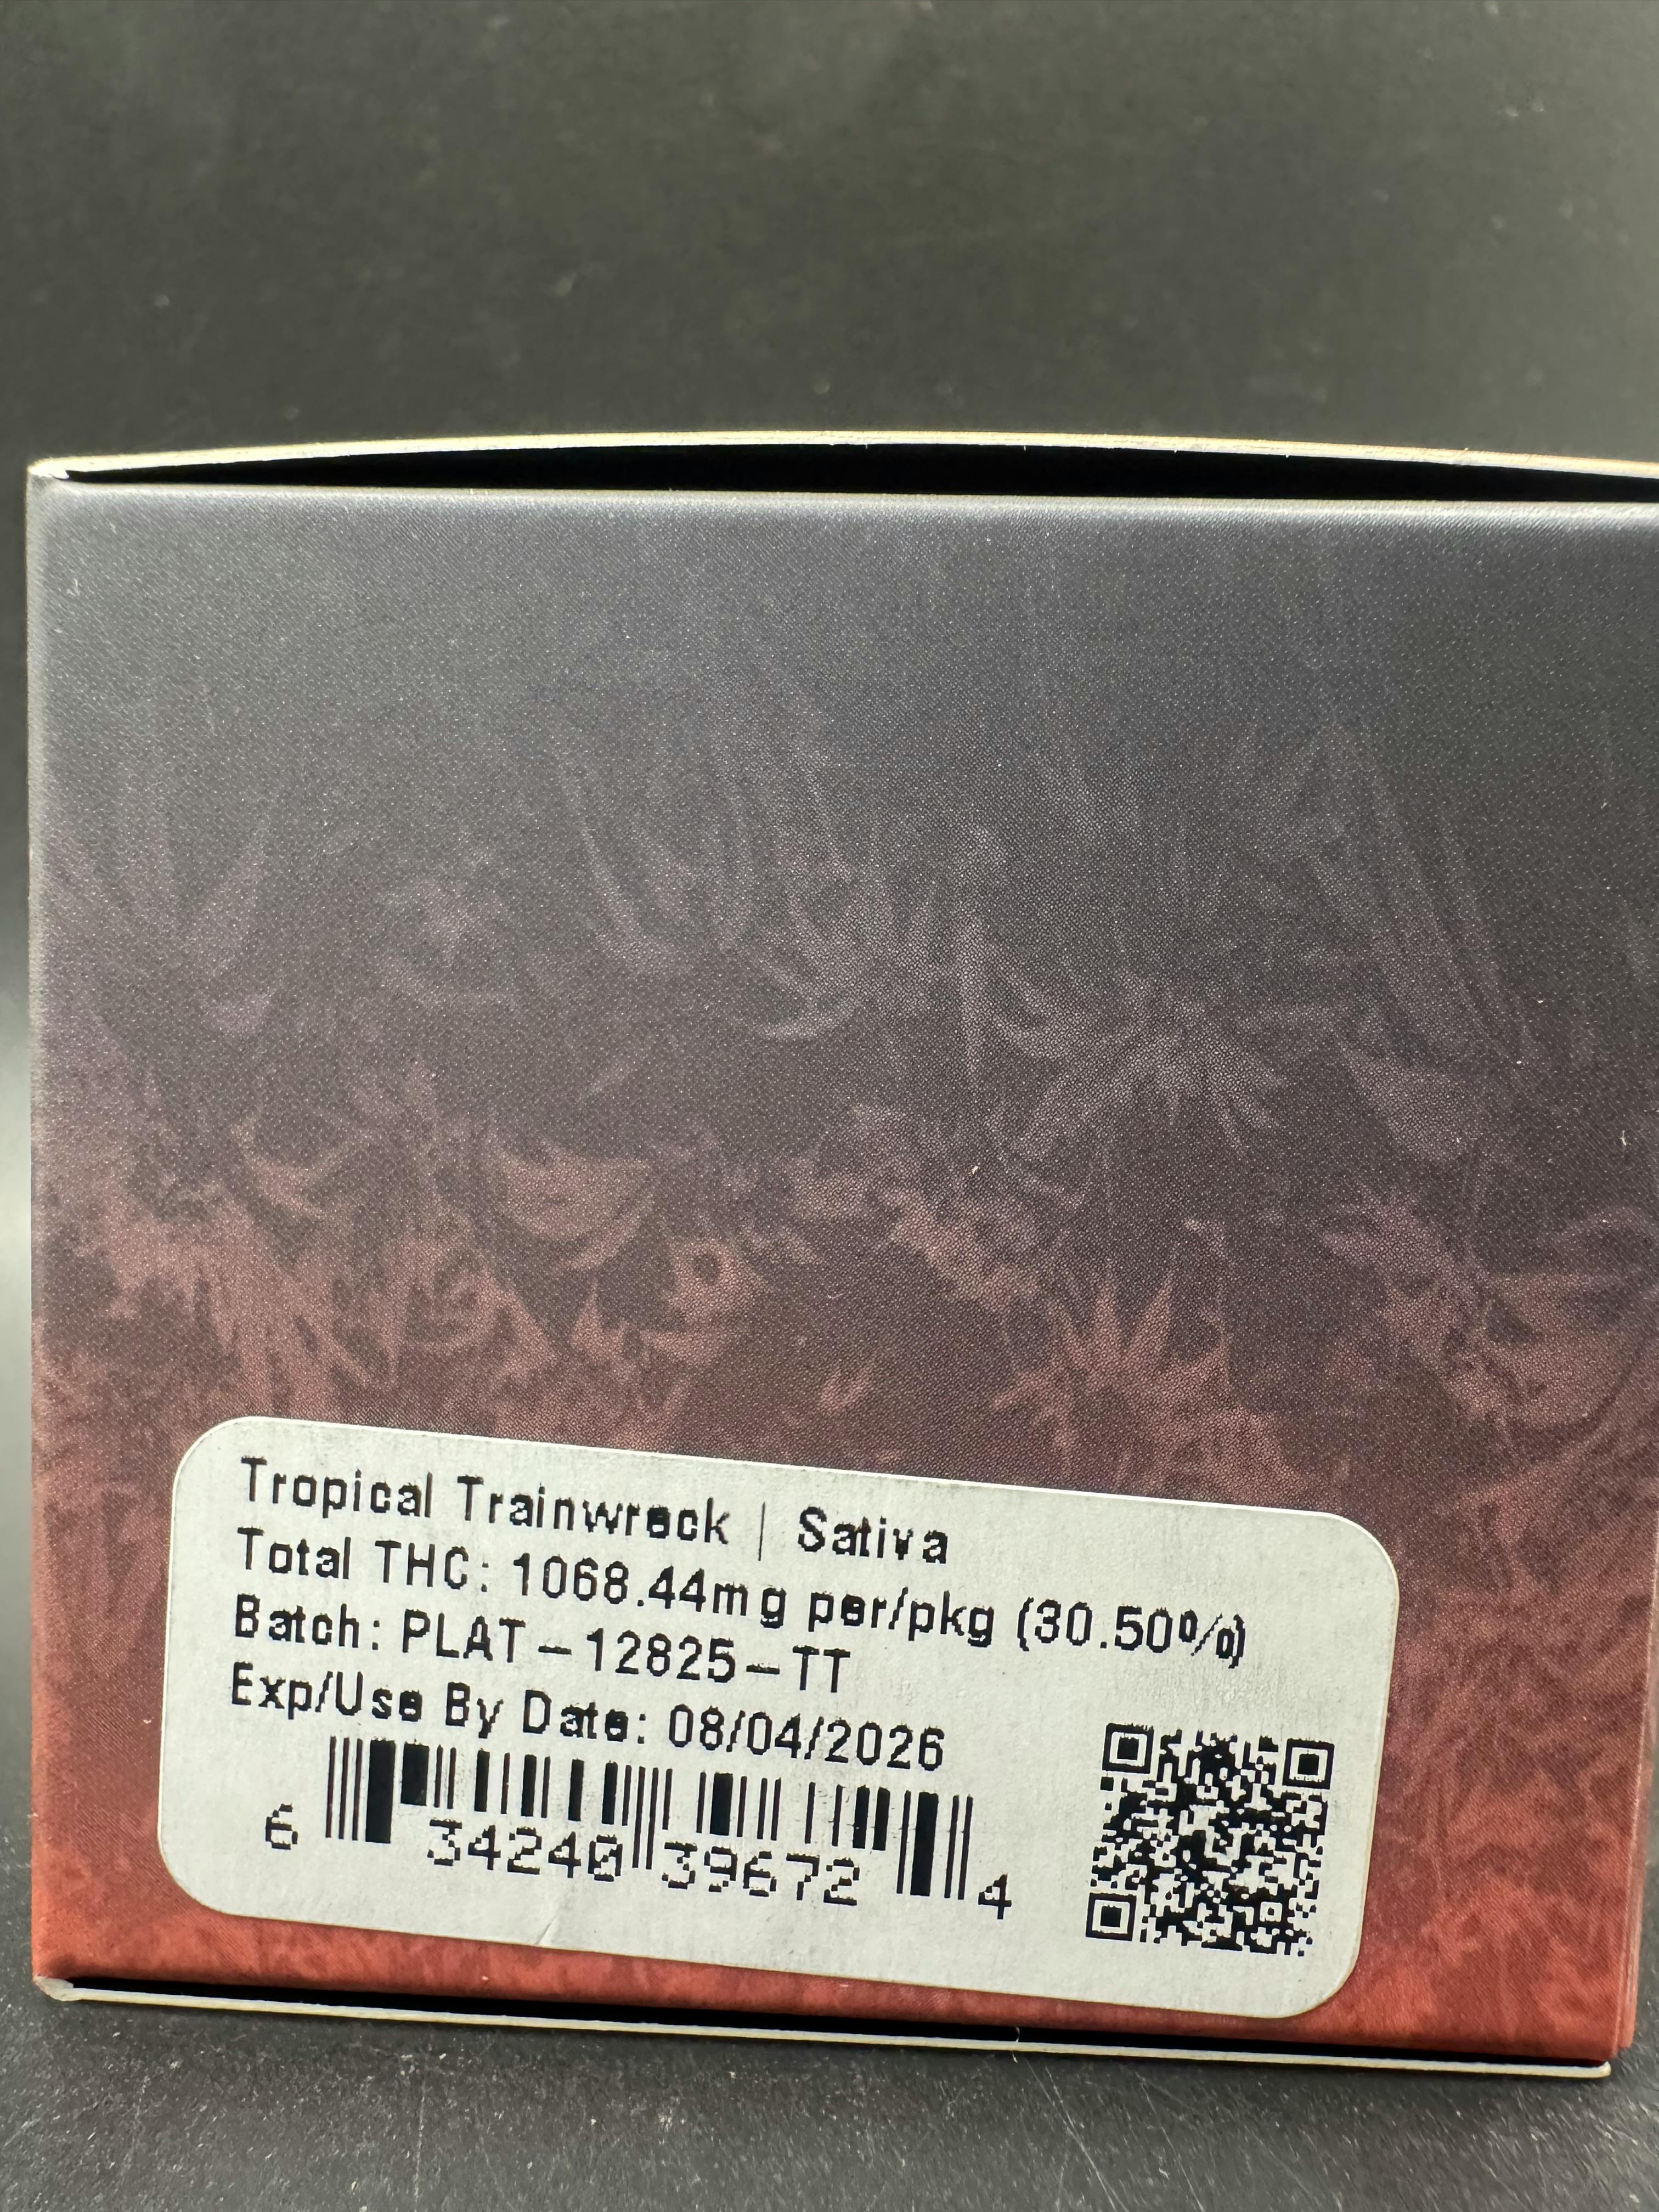 Tropical Trainwreck | Sativa
Total THC: 1068.44mg per/pkg (30.50%)
Batch: PLAT-12825-TT
Exp/Use By Date: 08/04/2026
6 34240 39672 4